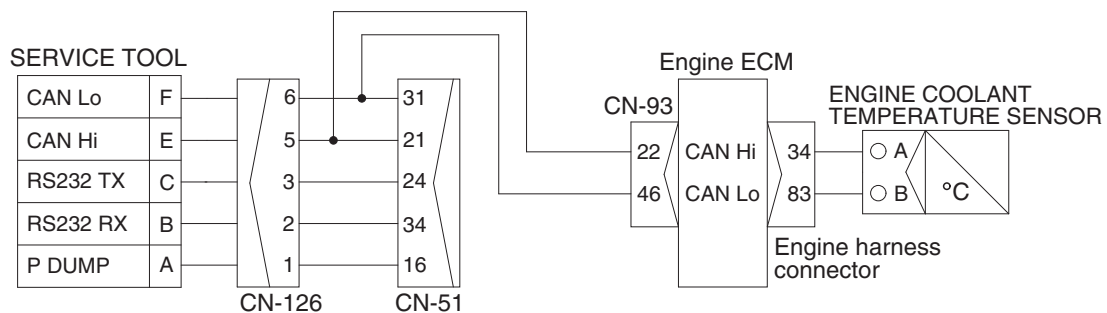 SERVICE TOOL
CAN Lo F 6 31
CAN Hi E 5 21
RS232 TX C 3 24
RS232 RX B 2 34
P DUMP A 1 16
CN-126 CN-51
Engine ECM
CN-93
22 CAN Hi 34
46 CAN Lo 83
ENGINE COOLANT
TEMPERATURE SENSOR
A
B °C
Engine harness
connector